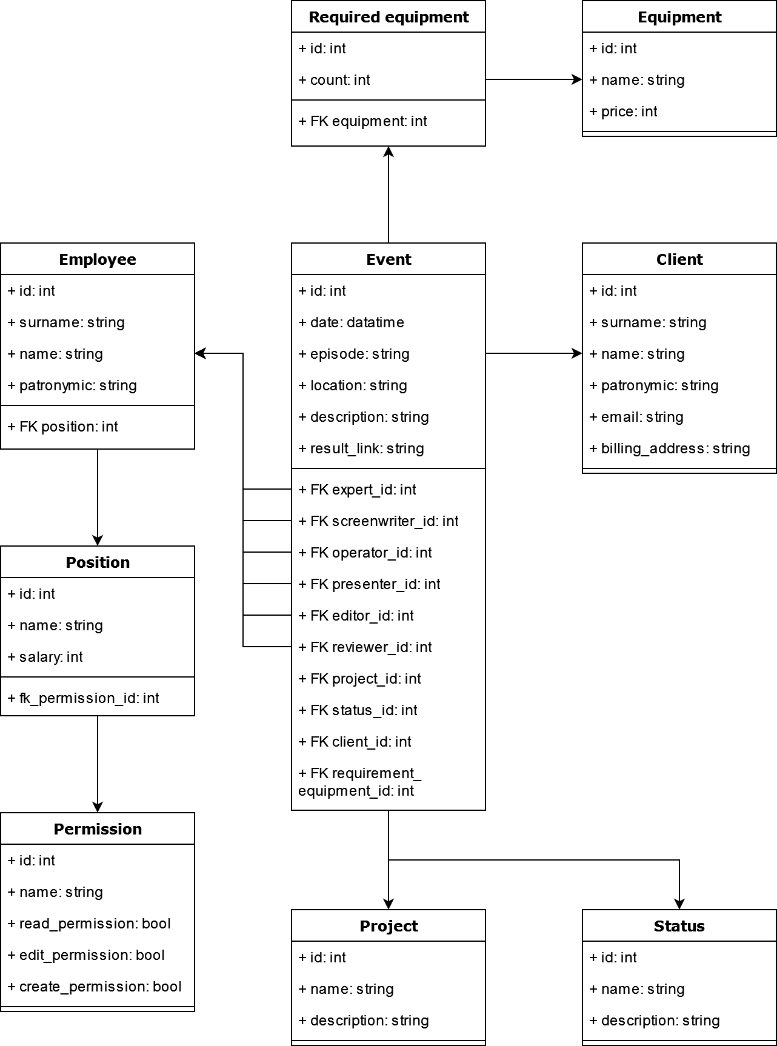 Required equipment
+ id: int
+ count: int
+ FK equipment: int
Equipment
+ id: int
+ name: string
+ price: int
Employee
+ id: int
+ surname: string
+ name: string
+ patronymic: string
+ FK position: int
Event
+ id: int
+ date: datatime
+ episode: string
+ location: string
+ description: string
+ result_link: string
+ FK expert_id: int
+ FK screenwriter_id: int
+ FK operator_id: int
+ FK presenter_id: int
+ FK editor_id: int
+ FK reviewer_id: int
+ FK project_id: int
+ FK status_id: int
+ FK client_id: int
+ FK requirement_
equipment_id: int
Client
+ id: int
+ surname: string
+ name: string
+ patronymic: string
+ email: string
+ billing_address: string
Position
+ id: int
+ name: string
+ salary: int
+ fk_permission_id: int
Permission
+ id: int
+ name: string
+ read_permission: bool
+ edit_permission: bool
+ create_permission: bool
Project
+ id: int
+ name: string
+ description: string
Status
+ id: int
+ name: string
+ description: string